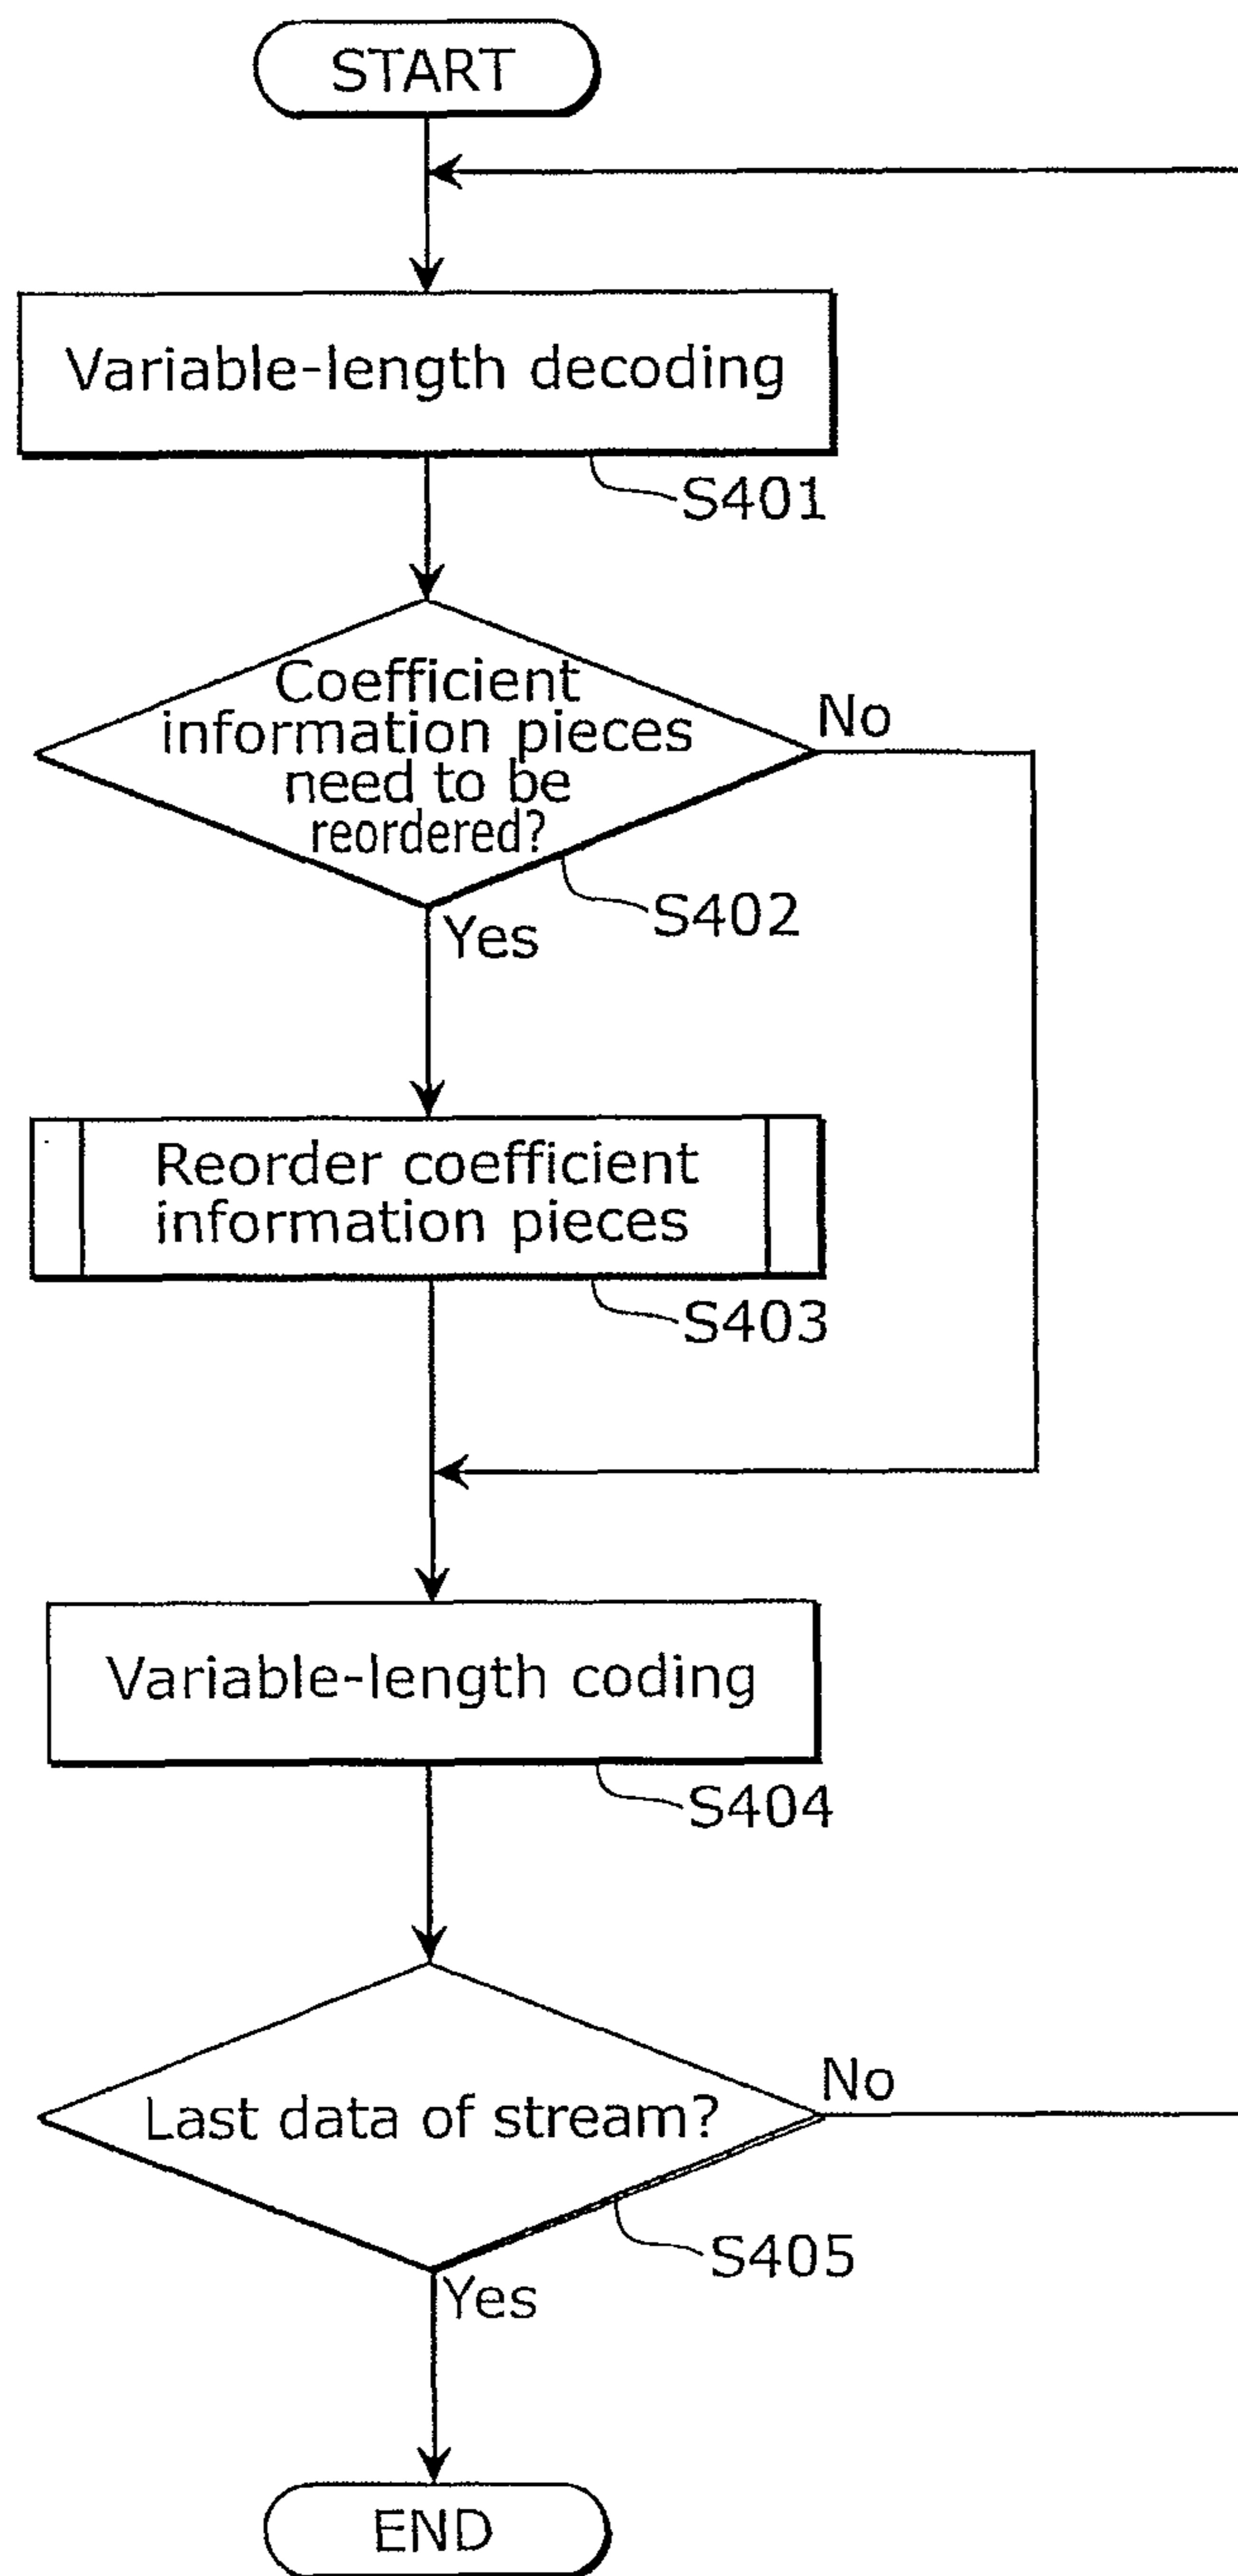 START
Variable-length decoding
S401
Coefficient
information pieces
need to be
reordered?
No
S402
Yes
Reorder coefficient
information pieces
S403
Variable-length coding
S404
Last data of stream?
No
S405
Yes
END